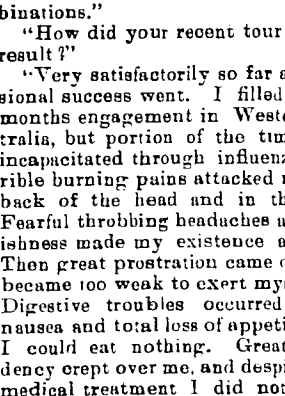 binations."
"How did your recent tour
result?"
"Very satisfactorily so far a
sional success went. I filled
months engagement in West
tralia, but portion of the tim
incapacitated through influenz
rible burning pains attacked
back of the head and in th
Fearful throbbing headaches a
ishness made my existence a
Then great prostration came
became too weak to exert my
Digestive troubles occurred
nausea and total loss of appeti
I could eat nothing. Great
dency crept over me, and despi
medical treatment I did not